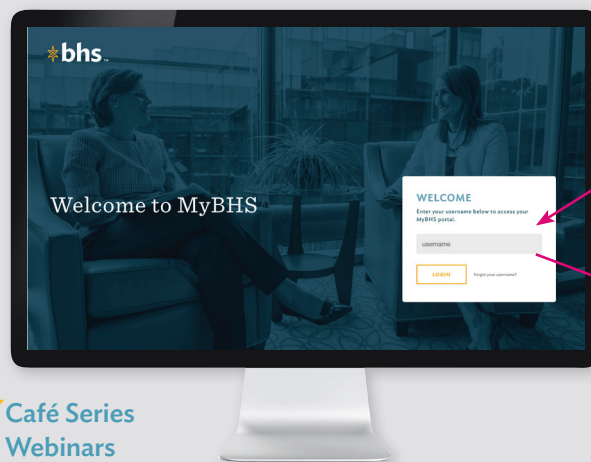 bhs™
Welcome to MyBHS
WELCOME
Enter your username below to access your
MyBHS portal.
username
LOGIN
Forgot your username?
Café Series
Webinars